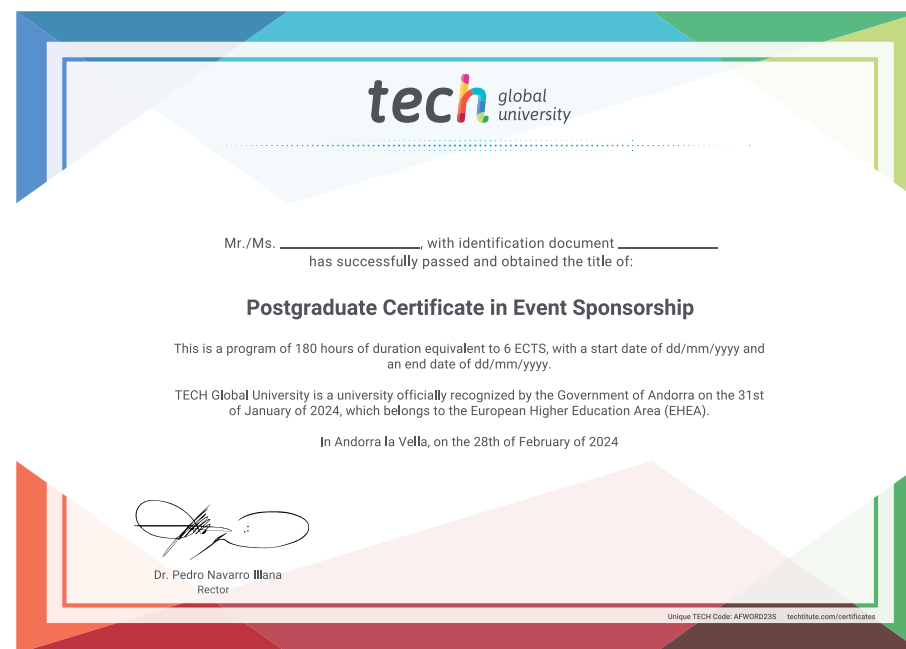 tech global
university
Mr./Ms. ____________, with identification document ____________
has successfully passed and obtained the title of:
Postgraduate Certificate in Event Sponsorship
This is a program of 180 hours of duration equivalent to 6 ECTS, with a start date of dd/mm/yyyy and
an end date of dd/mm/yyyy.
TECH Global University is a university officially recognized by the Government of Andorra on the 31st
of January of 2024, which belongs to the European Higher Education Area (EHEA).
In Andorra la Vella, on the 28th of February of 2024
Dr. Pedro Navarro Illana
Rector
Unique TECH Code: AFWORD23S techtitute.com/certificates